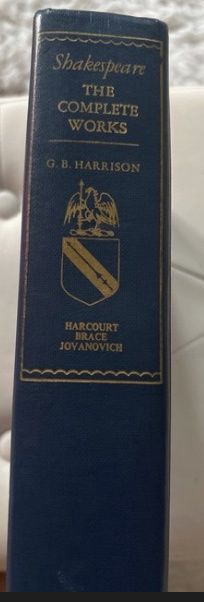 Shakespeare
THE
COMPLETE
WORKS
G. B. HARRISON
HARCOURT
BRACE
JOVANOVICH